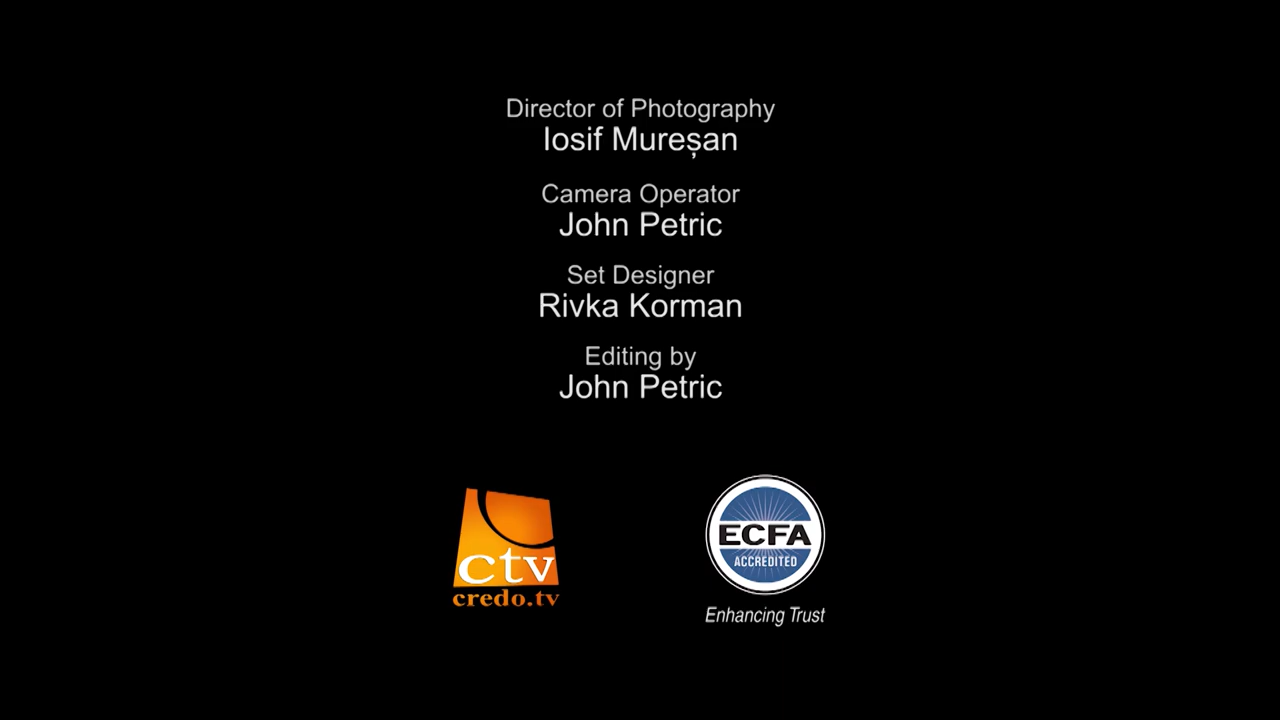 Director of Photography
Iosif Mureșan
Camera Operator
John Petric
Set Designer
Rivka Korman
Editing by
John Petric
ctv
credo.tv
ECFA
ACCREDITED
Enhancing Trust